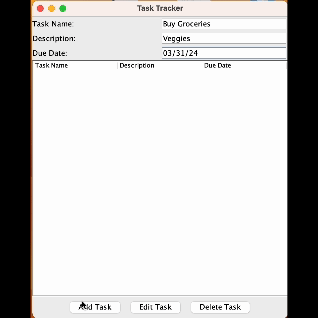 Task Tracker
Task Name: Buy Groceries
Description: Veggies
Due Date: 03/31/24
Task Name Description Due Date
Add Task Edit Task Delete Task